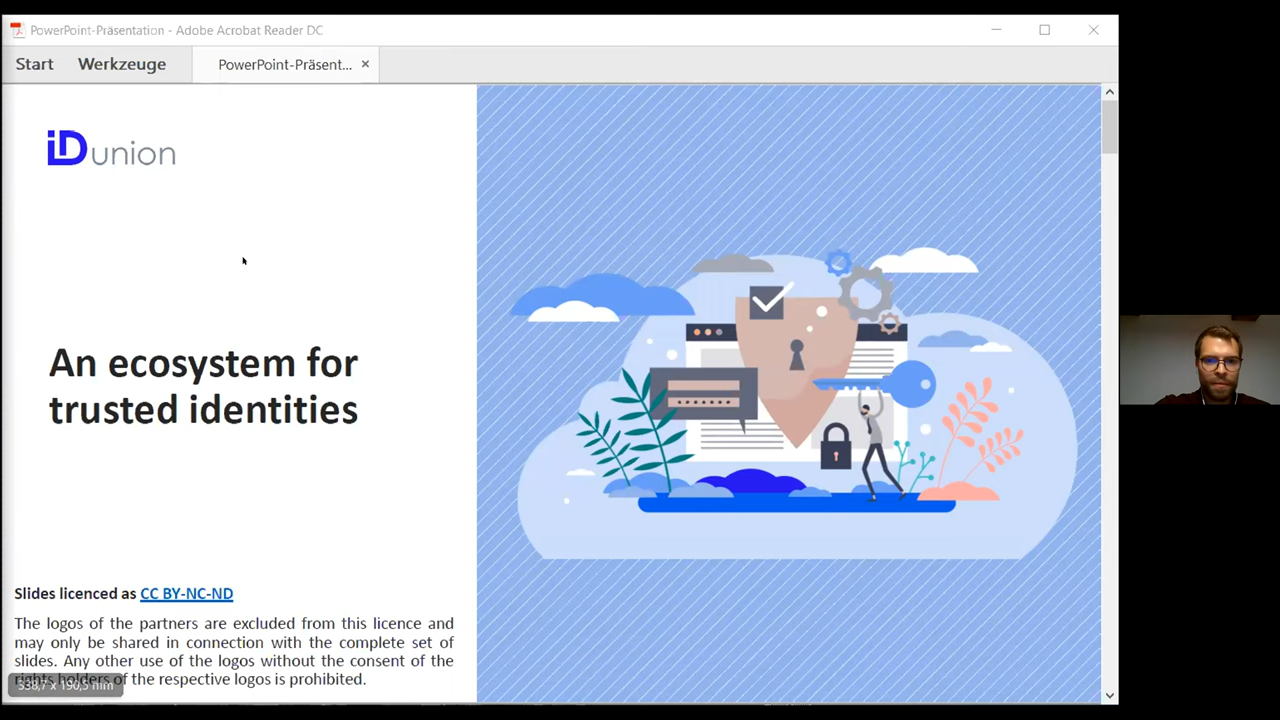 PowerPoint-Präsentation - Adobe Acrobat Reader DC
Start Werkzeuge PowerPoint-Präsent... ×
iD union
An ecosystem for
trusted identities
Slides licenced as CC BY-NC-ND
The logos of the partners are excluded from this licence and
may only be shared in connection with the complete set of
slides. Any other use of the logos without the consent of the
rights holders of the respective logos is prohibited.
338,7 x 190,5 mm